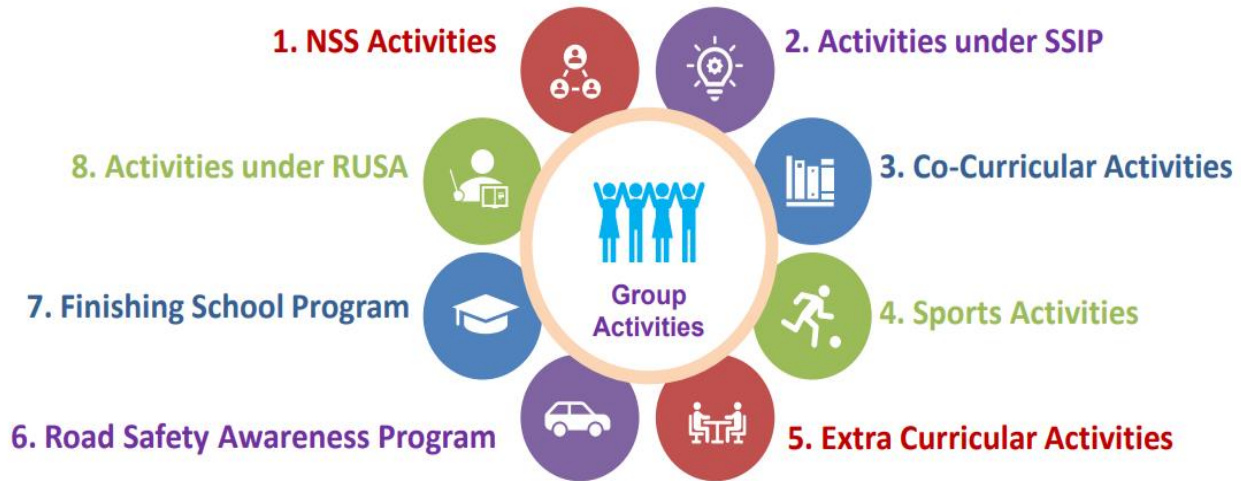 1. NSS Activities
2. Activities under SSIP
8. Activities under RUSA
3. Co-Curricular Activities
Group
Activities
7. Finishing School Program
4. Sports Activities
6. Road Safety Awareness Program
5. Extra Curricular Activities